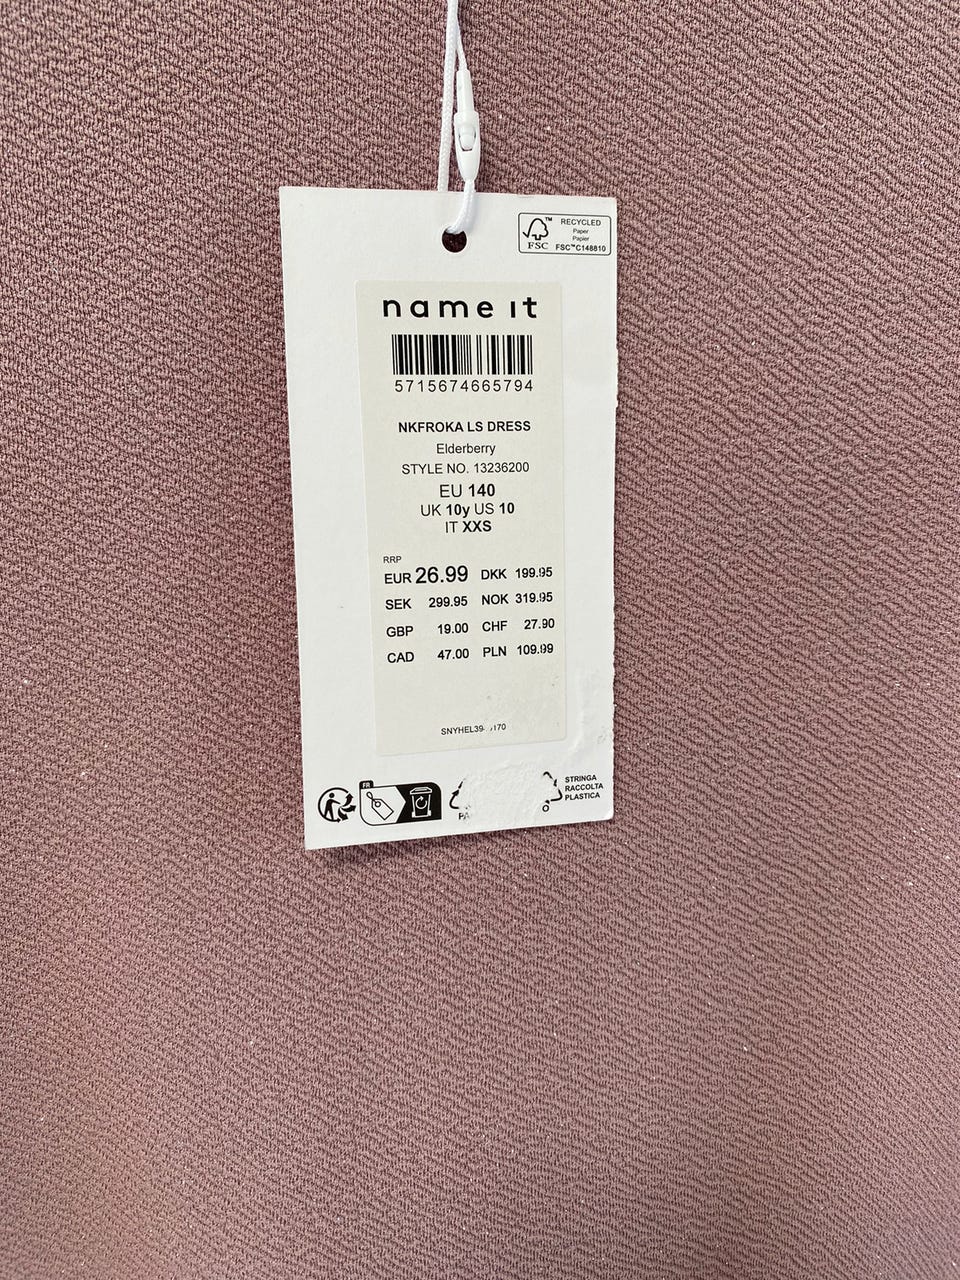 RECYCLED
Paper
Papier
FSC™ FSC™C148810
name it
5715674665794
NKFROKA LS DRESS
Elderberry
STYLE NO. 13236200
EU 140
UK 10y US 10
IT XXS
RRP
EUR 26.99 DKK 199.95
SEK 299.95 NOK 319.95
GBP 19.00 CHF 27.90
CAD 47.00 PLN 109.99
FR
STRINGA
RACCOLTA
PLASTICA